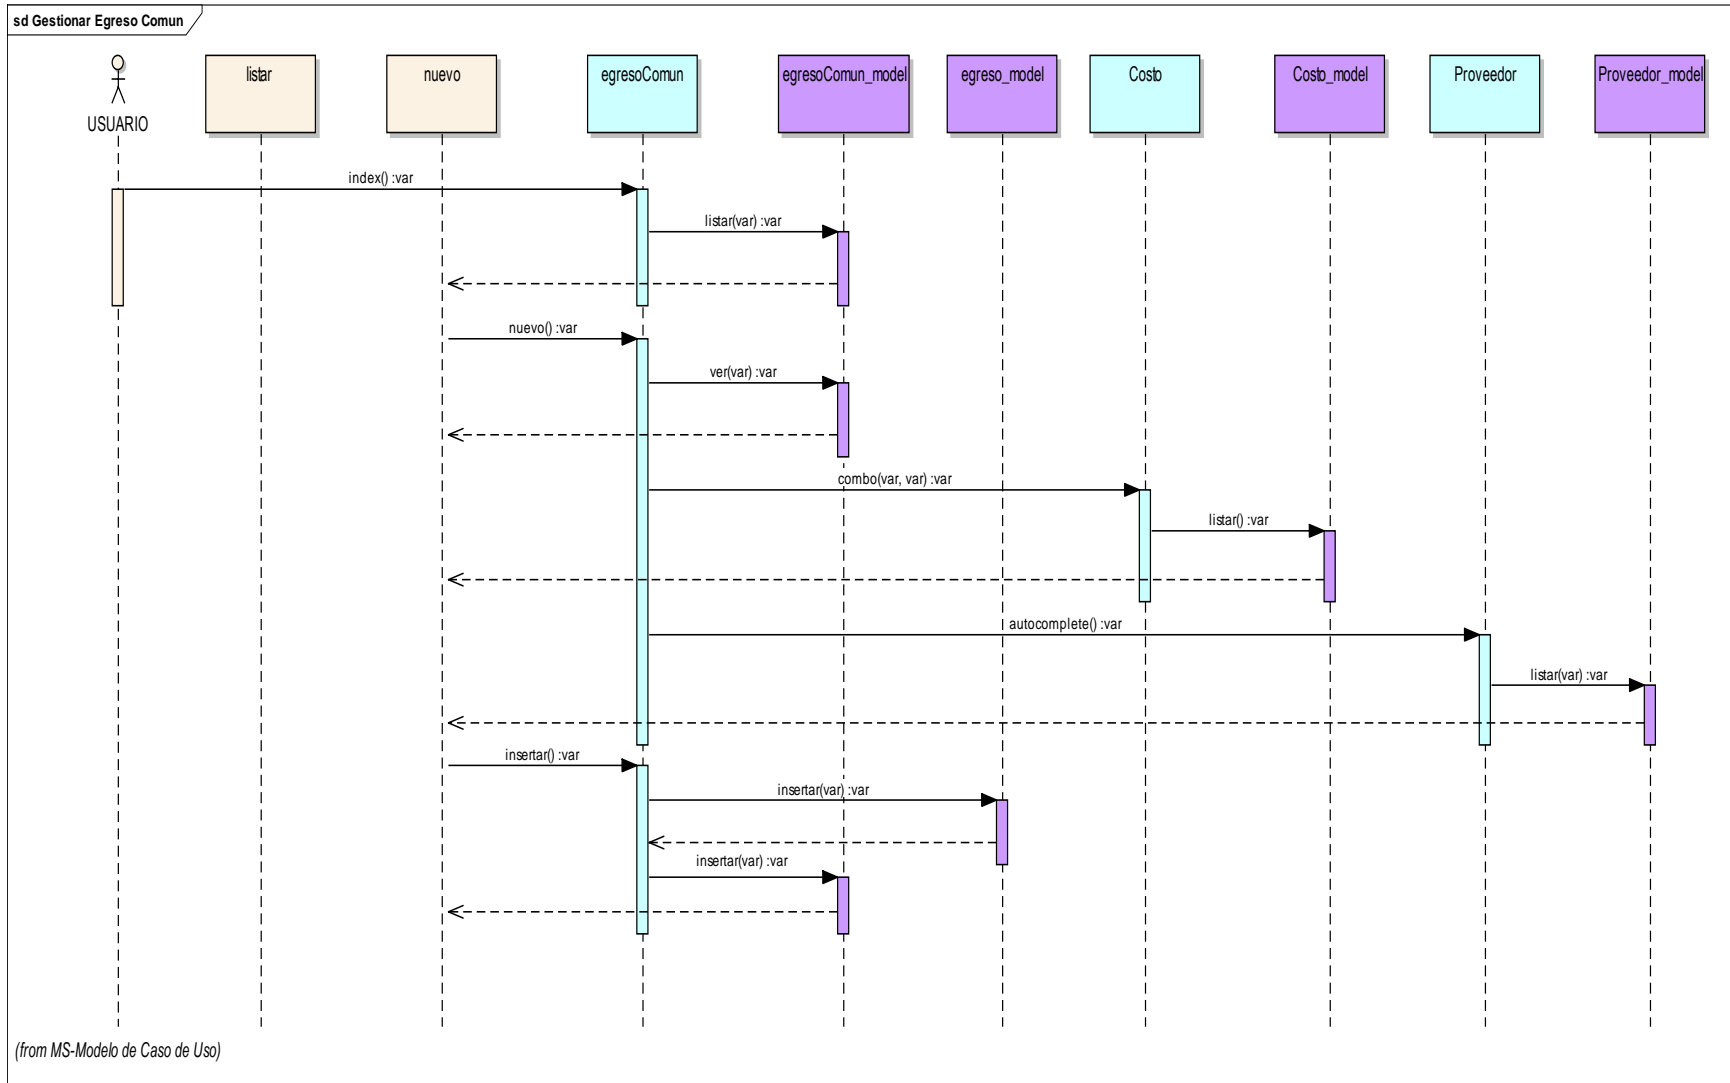 sd Gestionar Egreso Comun
USUARIO
listar
nuevo
egresoComun
egresoComun_model
egreso_model
Costo
Costo_model
Proveedor
Proveedor_model
index() :var
listar(var) :var
nuevo() :var
ver(var) :var
combo(var, var) :var
listar() :var
autocomplete() :var
listar(var) :var
insertar() :var
insertar(var) :var
insertar(var) :var
(from MS-Modelo de Caso de Uso)